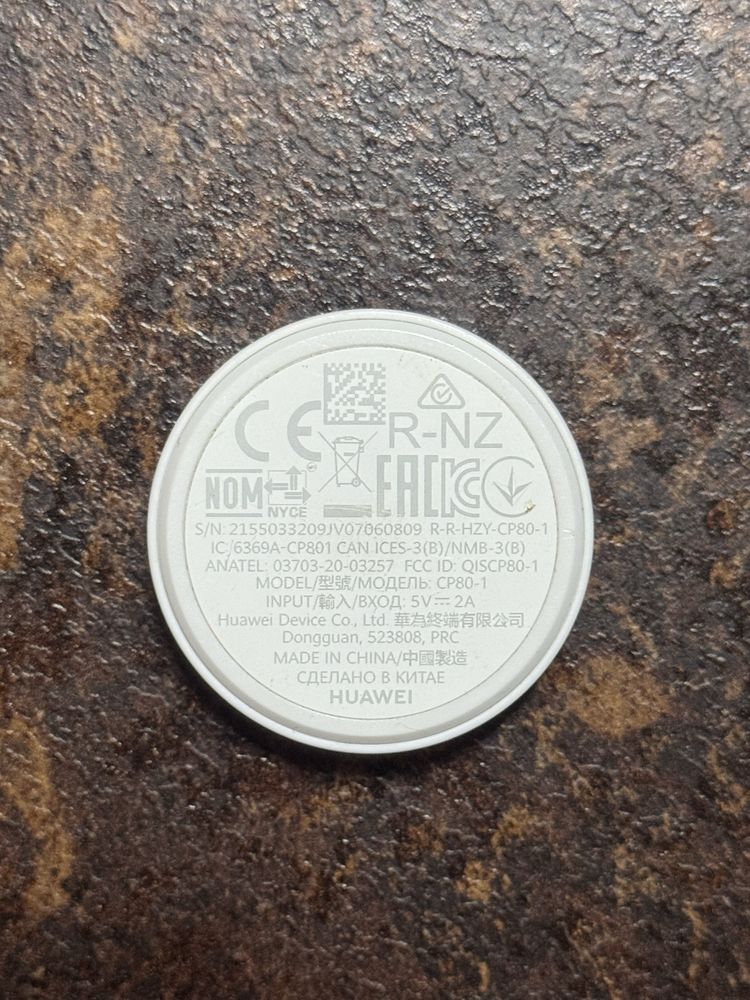 CE
R-NZ
NOM
NYCE
EAC
S/N: 2155033209JV07060809 R-R-HZY-CP80-1
IC: 6369A-CP801 CAN ICES-3(B)/NMB-3(B)
ANATEL: 03703-20-03257 FCC ID: QISCP80-1
MODEL/型號/МОДЕЛЬ: CP80-1
INPUT/輸入/ВХОД: 5V⎓2A
Huawei Device Co., Ltd. 華為終端有限公司
Dongguan, 523808, PRC
MADE IN CHINA/中國製造
СДЕЛАНО В КИТАЕ
HUAWEI